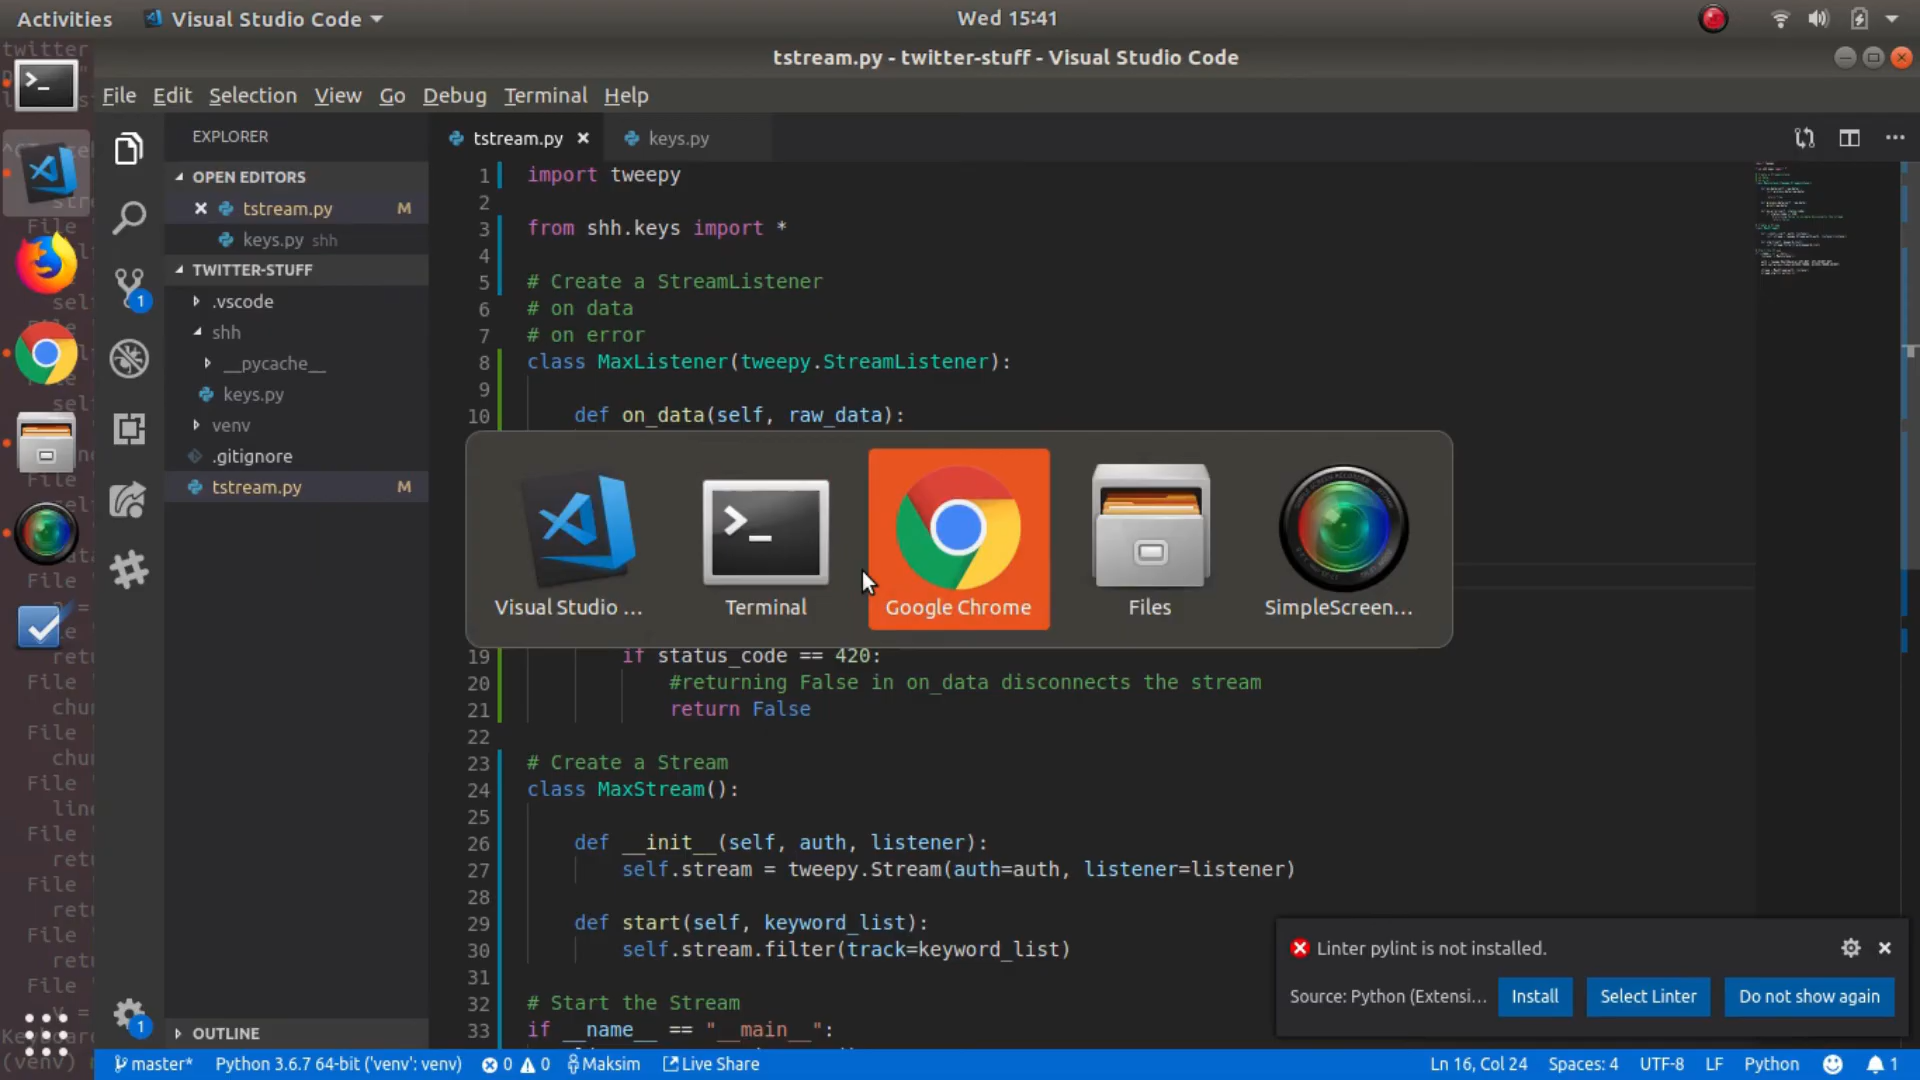 Activities
Visual Studio Code
Wed 15:41
tstream.py - twitter-stuff - Visual Studio Code
File Edit Selection View Go Debug Terminal Help
EXPLORER
tstream.py
keys.py
OPEN EDITORS
tstream.py M
keys.py shh
TWITTER-STUFF
.vscode
shh
__pycache__
keys.py
venv
.gitignore
tstream.py M
OUTLINE
1 import tweepy
2
3 from shh.keys import *
4
5 # Create a StreamListener
6 # on data
7 # on error
8 class MaxListener(tweepy.StreamListener):
9
10 def on_data(self, raw_data):
Visual Studio ...
Terminal
Google Chrome
Files
SimpleScreen...
19 if status_code == 420:
20 #returning False in on_data disconnects the stream
21 return False
22
23 # Create a Stream
24 class MaxStream():
25
26 def __init__(self, auth, listener):
27 self.stream = tweepy.Stream(auth=auth, listener=listener)
28
29 def start(self, keyword_list):
30 self.stream.filter(track=keyword_list)
31
32 # Start the Stream
33 if __name__ == "__main__":
Linter pylint is not installed.
Source: Python (Extensi...
Install
Select Linter
Do not show again
master* Python 3.6.7 64-bit ('venv': venv) 0 0 Maksim Live Share
Ln 16, Col 24 Spaces: 4 UTF-8 LF Python 1